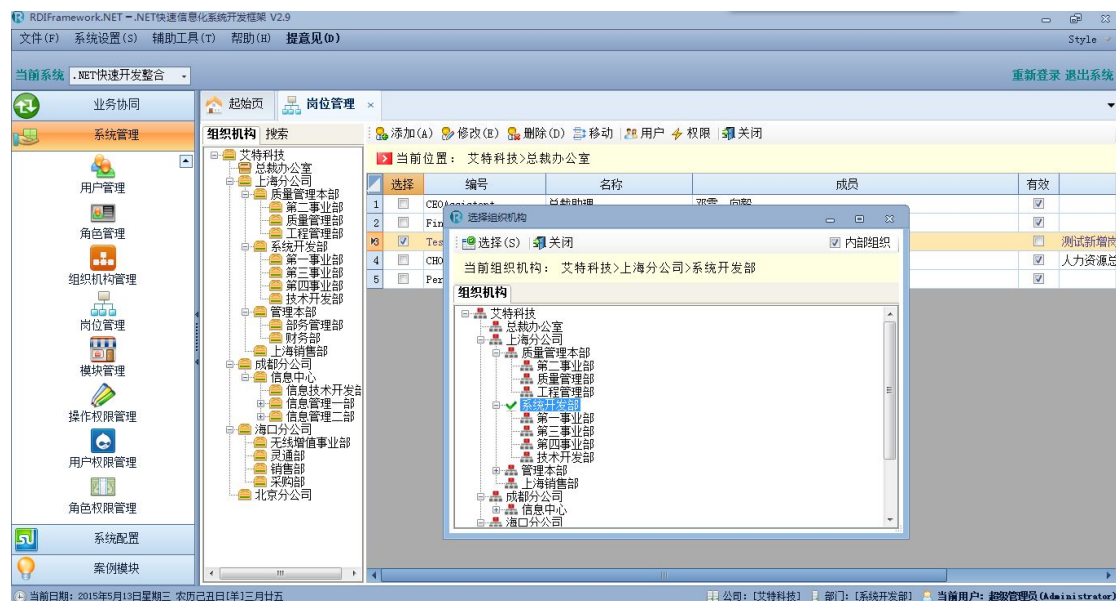 RDIFramework.NET - .NET快速信息化系统开发框架 V2.9
文件(F) 系统设置(S) 辅助工具(T) 帮助(H) 提意见(D) Style
当前系统 .NET快速开发整合 重新登录 退出系统
业务协同
系统管理
用户管理
角色管理
组织机构管理
岗位管理
模块管理
操作权限管理
用户权限管理
角色权限管理
系统配置
案例模块
起始页 岗位管理 ×
组织机构 搜索
艾特科技
总裁办公室
上海分公司
质量管理本部
第二事业部
质量管理部
工程管理部
系统开发部
第一事业部
第三事业部
第四事业部
技术开发部
管理本部
部务管理部
财务部
上海销售部
成都分公司
信息中心
信息技术开发
信息管理一部
信息管理二部
海口分公司
无线增值事业部
灵通部
销售部
采购部
北京分公司
添加(A) 修改(E) 删除(D) 移动 用户 权限 关闭
当前位置： 艾特科技>总裁办公室
选择 编号 名称 成员 有效
1 CEOAssistent 总裁助理
2 Fin
3 Tes 测试新增岗
4 CHO 人力资源总
5 Per
选择组织机构
选择(S) 关闭 内部组织
当前组织机构： 艾特科技>上海分公司>系统开发部
组织机构
艾特科技
总裁办公室
上海分公司
质量管理本部
第二事业部
质量管理部
工程管理部
系统开发部
第一事业部
第三事业部
第四事业部
技术开发部
管理本部
上海销售部
成都分公司
信息中心
海口分公司
当前日期：2015年5月13日星期三 农历己丑日[羊]三月廿五 公司：[艾特科技] 部门：[系统开发部] 当前用户：超级管理员(Administrator)